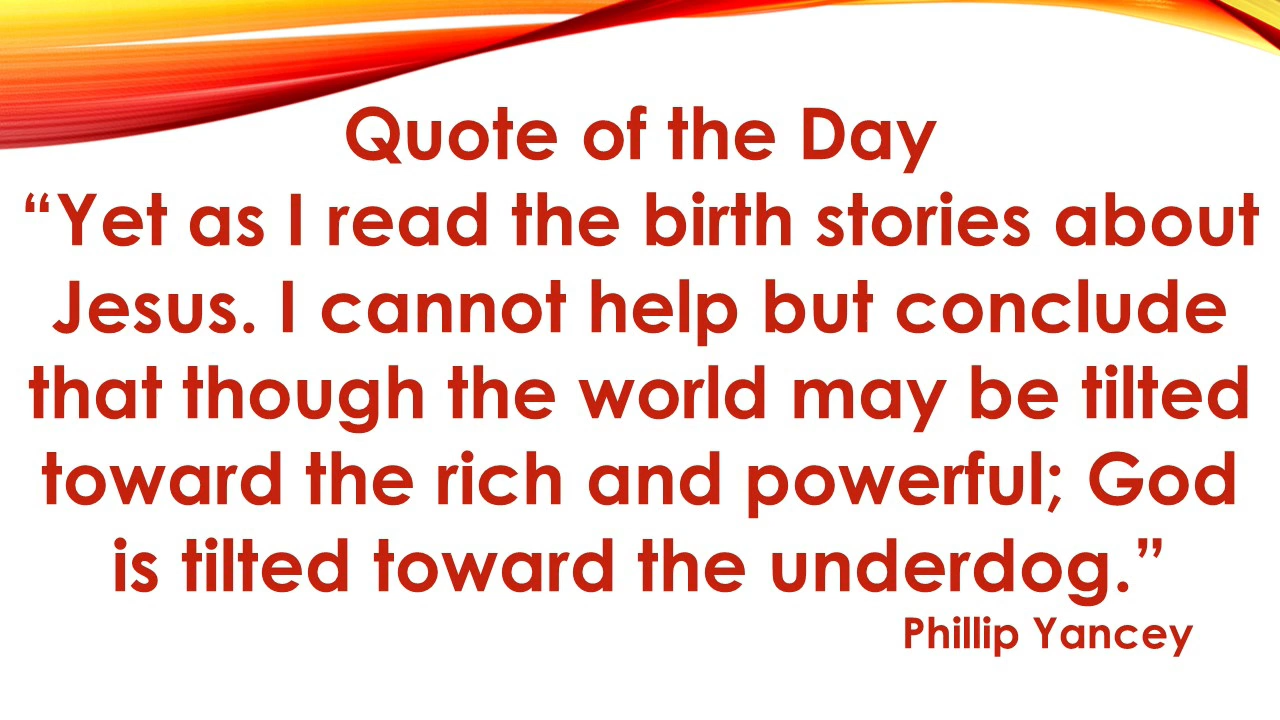 Quote of the Day
“Yet as I read the birth stories about
Jesus. I cannot help but conclude
that though the world may be tilted
toward the rich and powerful; God
is tilted toward the underdog.”
Phillip Yancey